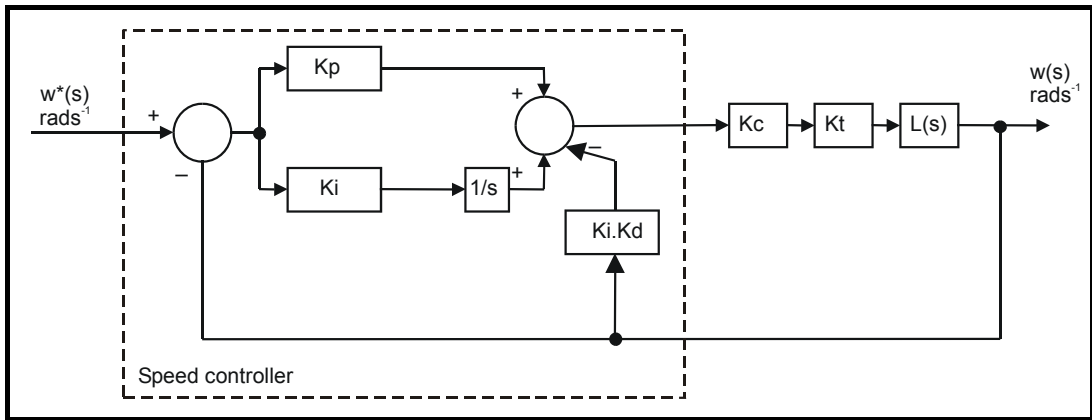 w*(s)
rads⁻¹
+
–
Kp
Ki
1/s
+
+
–
Ki.Kd
Kc
Kt
L(s)
w(s)
rads⁻¹
Speed controller